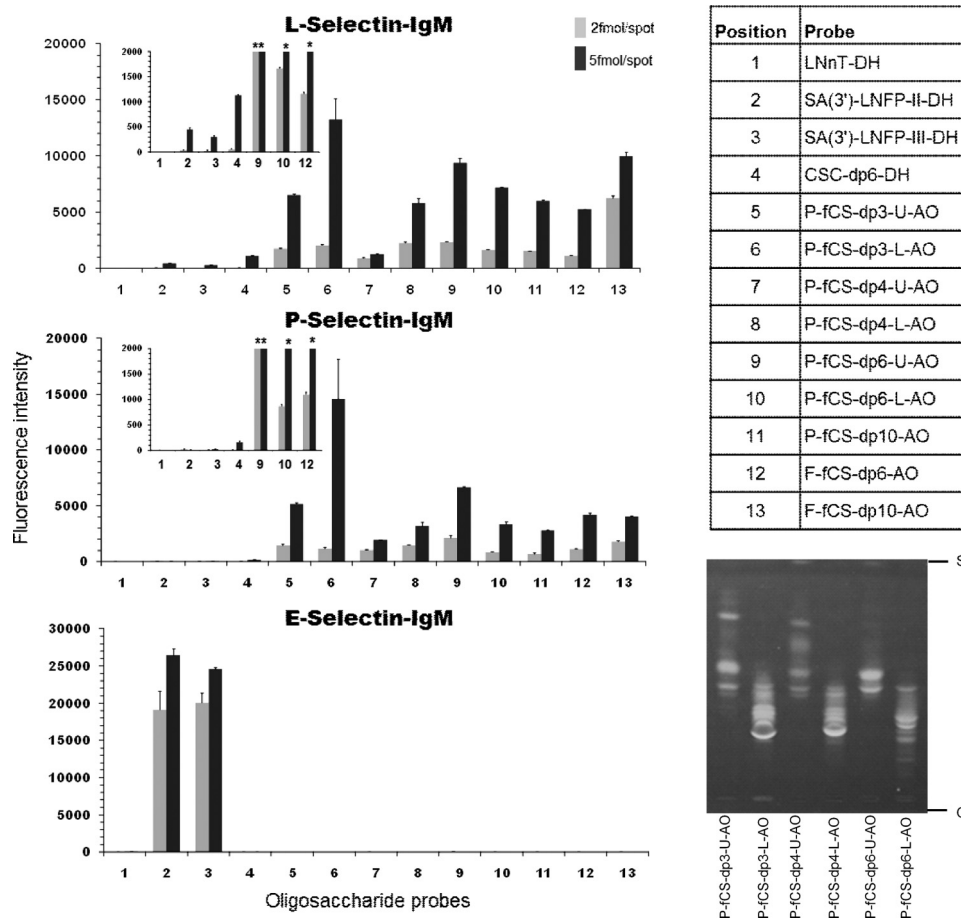 L-Selectin-IgM
2fmol/spot
5fmol/spot
20000
15000
10000
5000
0
2000
1500
1000
500
0
** * *
1 2 3 4 9 10 12
1 2 3 4 5 6 7 8 9 10 11 12 13
P-Selectin-IgM
20000
15000
10000
5000
0
2000
1500
1000
500
0
** * *
1 2 3 4 9 10 12
1 2 3 4 5 6 7 8 9 10 11 12 13
Fluorescence intensity
E-Selectin-IgM
30000
25000
20000
15000
10000
5000
0
1 2 3 4 5 6 7 8 9 10 11 12 13
Oligosaccharide probes
Position Probe
1 LNnT-DH
2 SA(3')-LNFP-II-DH
3 SA(3')-LNFP-III-DH
4 CSC-dp6-DH
5 P-fCS-dp3-U-AO
6 P-fCS-dp3-L-AO
7 P-fCS-dp4-U-AO
8 P-fCS-dp4-L-AO
9 P-fCS-dp6-U-AO
10 P-fCS-dp6-L-AO
11 P-fCS-dp10-AO
12 F-fCS-dp6-AO
13 F-fCS-dp10-AO
P-fCS-dp3-U-AO
P-fCS-dp3-L-AO
P-fCS-dp4-U-AO
P-fCS-dp4-L-AO
P-fCS-dp6-U-AO
P-fCS-dp6-L-AO